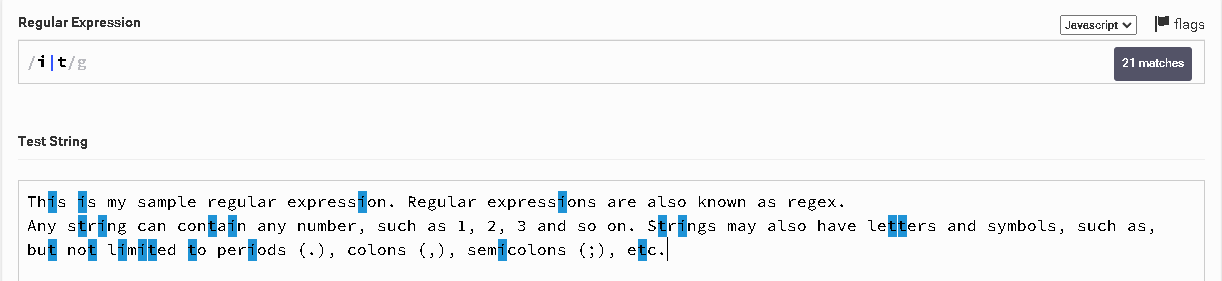 Regular Expression
Javascript flags
/i|t/g
21 matches
Test String
This is my sample regular expression. Regular expressions are also known as regex.
Any string can contain any number, such as 1, 2, 3 and so on. Strings may also have letters and symbols, such as,
but not limited to periods (.), colons (,), semicolons (;), etc.